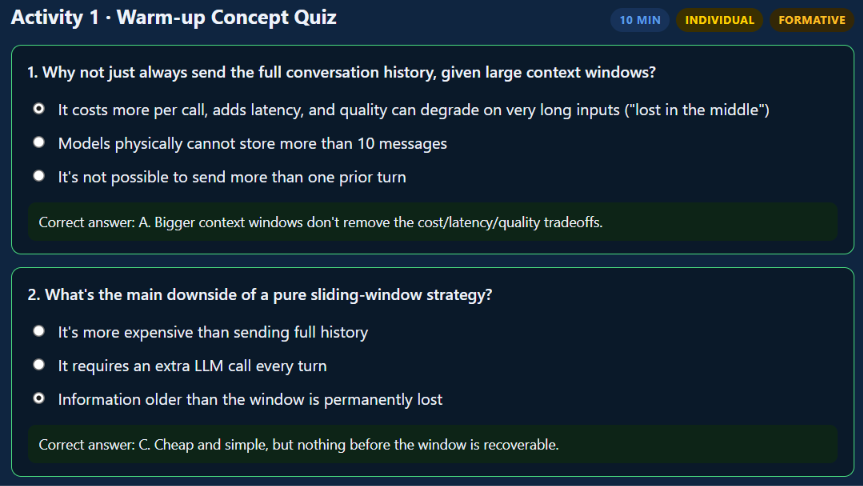 Activity 1 · Warm-up Concept Quiz
10 MIN
INDIVIDUAL
FORMATIVE
1. Why not just always send the full conversation history, given large context windows?
It costs more per call, adds latency, and quality can degrade on very long inputs ("lost in the middle")
Models physically cannot store more than 10 messages
It's not possible to send more than one prior turn
Correct answer: A. Bigger context windows don't remove the cost/latency/quality tradeoffs.
2. What's the main downside of a pure sliding-window strategy?
It's more expensive than sending full history
It requires an extra LLM call every turn
Information older than the window is permanently lost
Correct answer: C. Cheap and simple, but nothing before the window is recoverable.